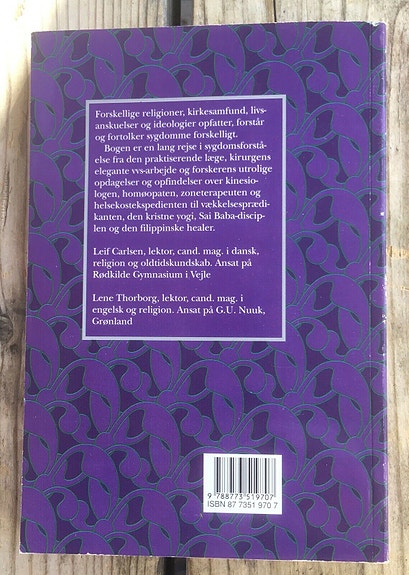 Forskellige religioner, kirkesamfund, livs-
anskuelser og ideologier opfatter, forstår
og fortolker sygdomme forskelligt.
Bogen er en lang rejse i sygdomsforstå-
else fra den praktiserende læge, kirurgens
elegante vvs-arbejde og forskerens utrolige
opdagelser og opfindelser over kinesio-
logen, homøopaten, zoneterapeuten og
helsekostekspedienten til vækkelsesprædi-
kanten, den kristne yogi, Sai Baba-discip-
len og den filippinske healer.
Leif Carlsen, lektor, cand. mag. i dansk,
religion og oldtidskundskab. Ansat på
Rødkilde Gymnasium i Vejle
Lene Thorborg, lektor, cand. mag. i
engelsk og religion. Ansat på G.U. Nuuk,
Grønland
9 788773 519707
ISBN 87 7351 970 7